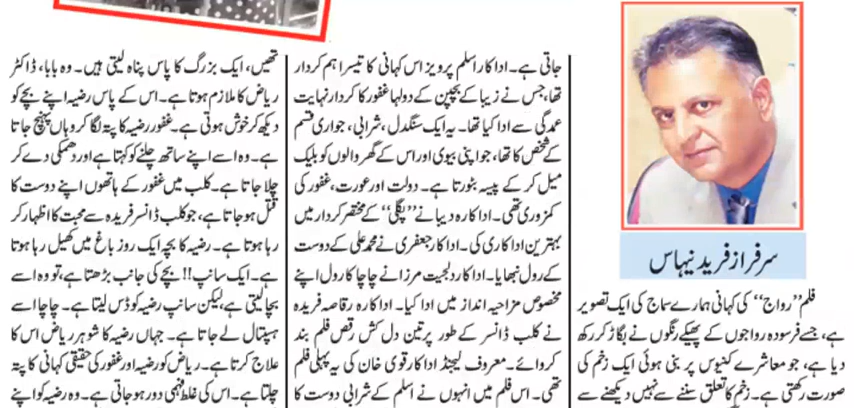 سرفراز فرید نیہاس
فلم ’’رواج‘‘ کی کہانی ہمارے سماج کی ایک تصویر
ہے، جسے فرسودہ رواجوں کے پھیکے رنگوں نے بگاڑ کر رکھ
دیا ہے، جو معاشرے کے کینوس پر بنی ہوئی ایک زخم کی
صورت رکھتی ہے۔ زخم کا تعلق سننے سے نہیں دیکھنے سے
جاتی ہے۔ اداکار اسلم پرویز اس کہانی کا تیسرا اہم کردار
تھا، جس نے زیبا کے بچپن کے دولہا غفور کا کردار نہایت
عمدگی سے ادا کیا تھا۔ یہ ایک سنگدل، شرابی، جواری قسم
کے شخص کا تھا، جو اپنی بیوی اور اس کے گھر والوں کو بلیک
میل کر کے پیسہ بٹورتا ہے۔ دولت اور عورت، غفور کی
کمزوری تھی۔ اداکارہ دیبا نے ’’پگلی‘‘ کے مختصر کردار میں
بہترین اداکاری کی۔ اداکار جعفری نے محمد علی کے دوست
کے رول نبھایا۔ اداکار دلجیت مرزا نے چاچا کا رول اپنے
مخصوص مزاحیہ انداز میں ادا کیا۔ اداکارہ رقاصہ فریدہ
نے کلب ڈانسر کے طور پر تین دل کش رقص فلم بند
کروائے۔ معروف لیجنڈ اداکار قوی خان کی یہ پہلی فلم
تھی۔ اس فلم میں انہوں نے اسلم کے شرابی دوست کا
تھیں، ایک بزرگ کا پاس پناہ لیتی ہیں۔ وہ بابا، ڈاکٹر
ریاض کا ملازم ہوتا ہے۔ اس کے پاس رضیہ اپنے بچے کو
دیکھ کر خوش ہوتی ہے۔ غفور رضیہ کا پتہ لگا کر وہاں پہنچ جاتا
ہے۔ وہ اسے اپنے ساتھ چلنے کو کہتا ہے اور دھمکی دے کر
چلا جاتا ہے۔ کلب میں غفور کے ہاتھوں اپنے دوست کا
قتل ہو جاتا ہے، جو کلب ڈانسر فریدہ سے محبت کا اظہار کر
رہا ہوتا ہے۔ رضیہ کا بچہ ایک روز باغ میں کھیل رہا ہوتا
ہے۔ ایک سانپ!! بچے کی جانب بڑھتا ہے، تو وہ اسے
بچا لیتی ہے، لیکن سانپ رضیہ کو ڈس لیتا ہے۔ چاچا اسے
ہسپتال لے جاتا ہے۔ جہاں رضیہ کا شوہر ریاض اس کا
علاج کرتا ہے۔ ریاض کو رضیہ اور غفور کی حقیقی کہانی کا پتہ
چلتا ہے۔ اس کی غلط فہمی دور ہو جاتی ہے۔ وہ رضیہ کو اپنے